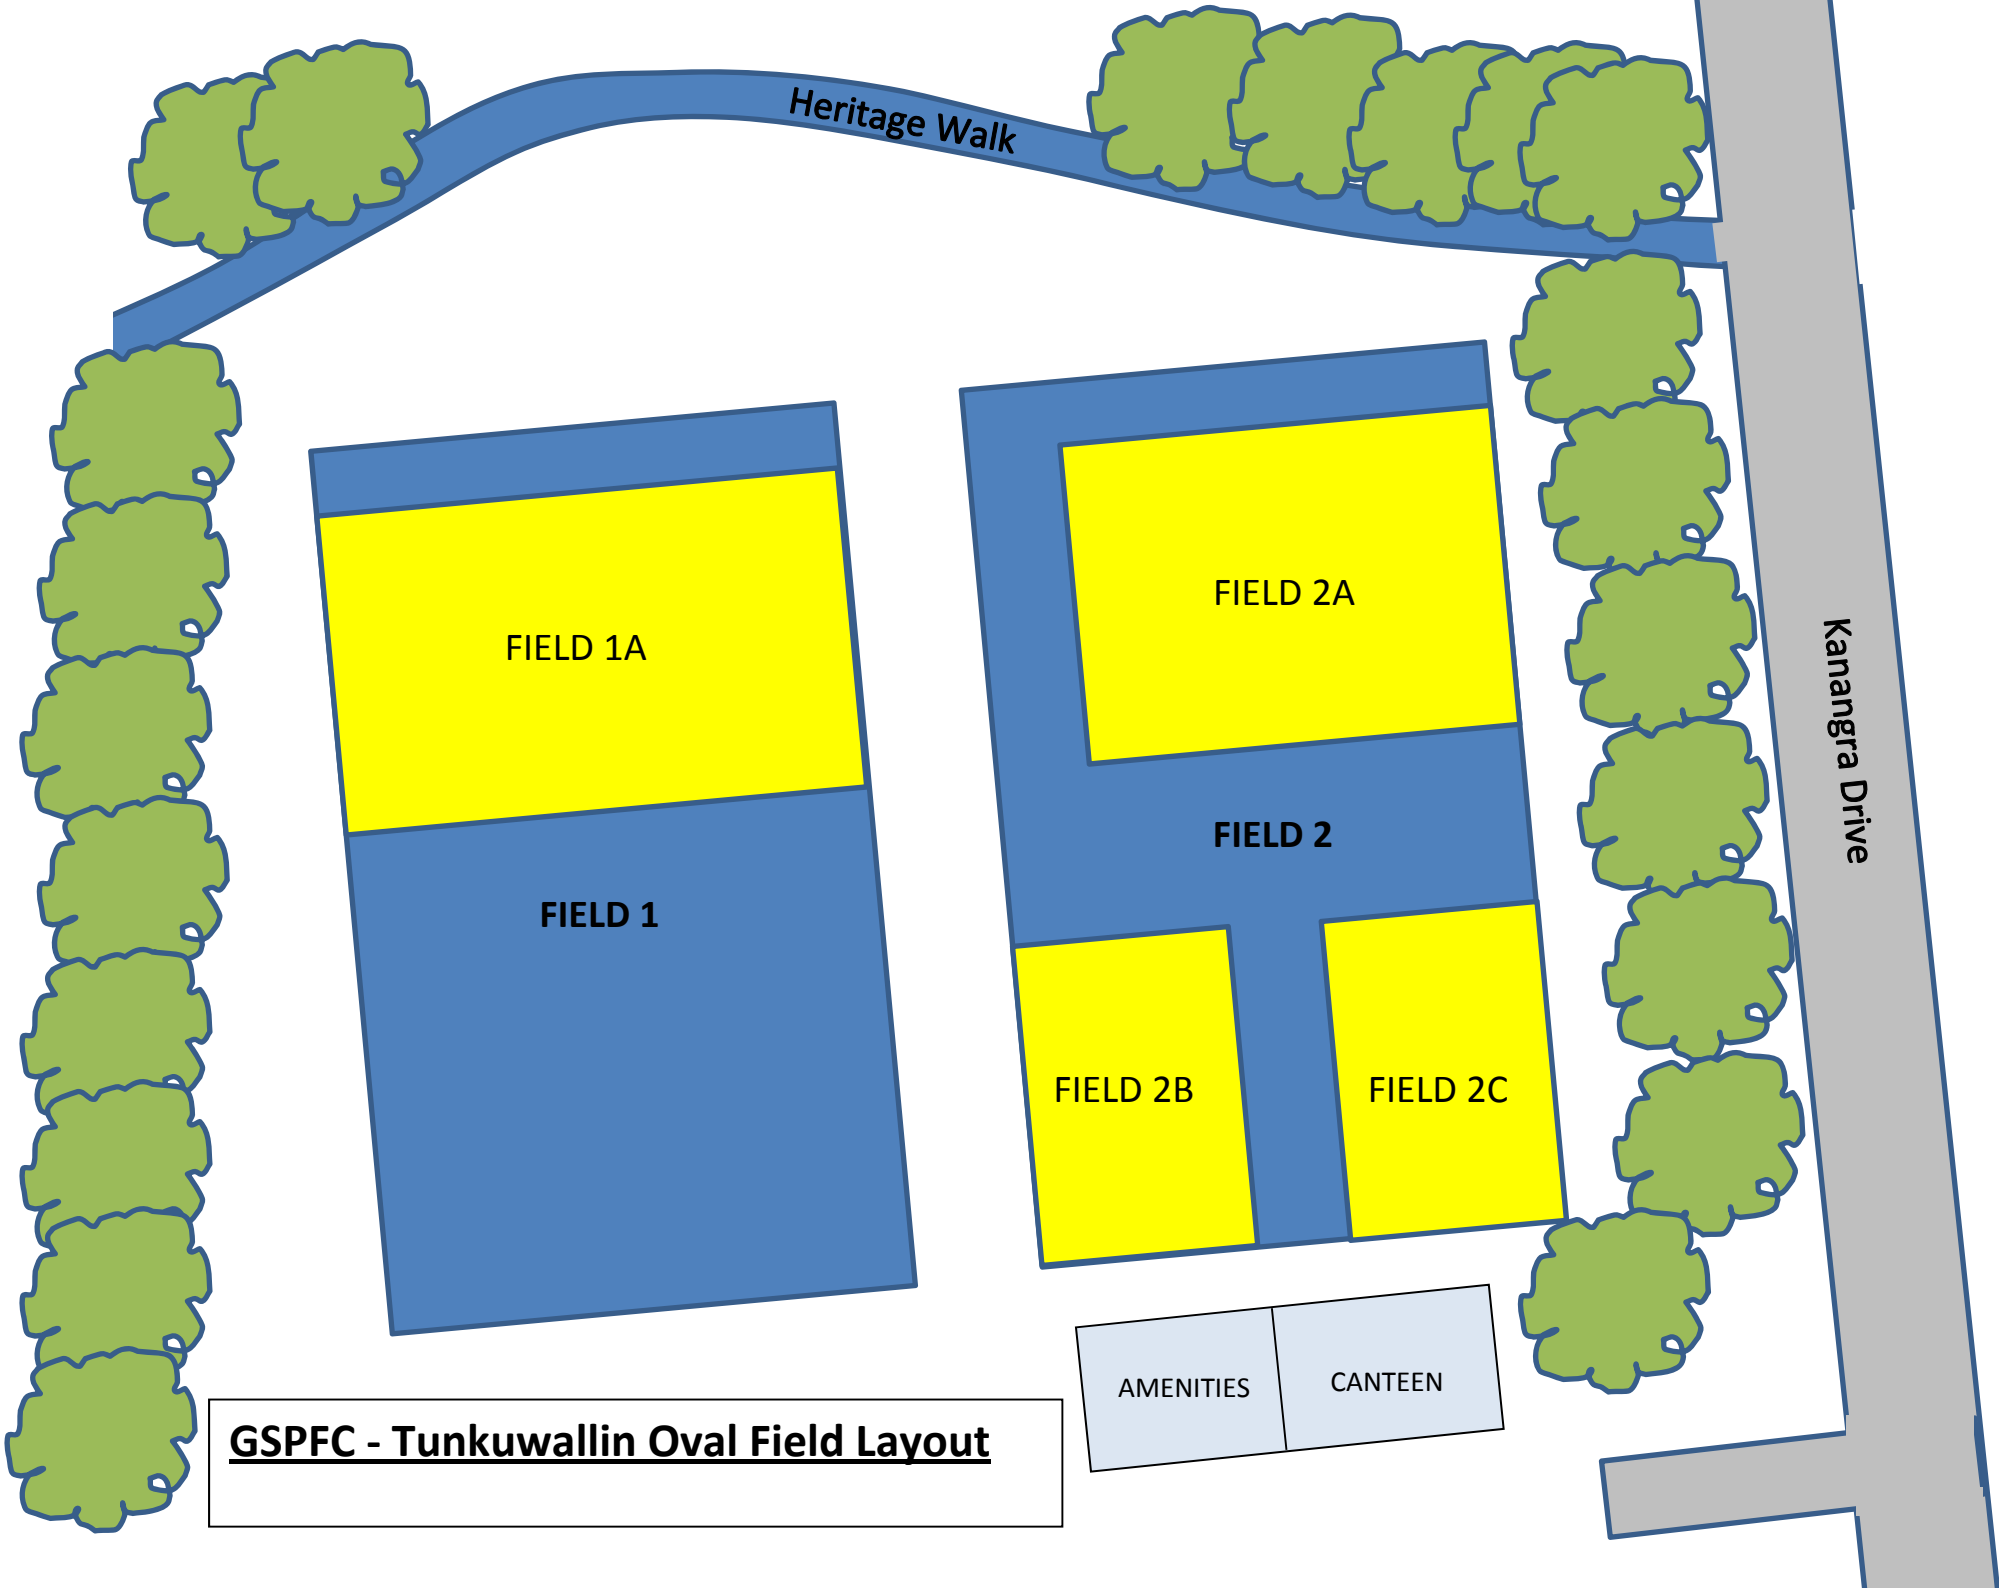 Heritage Walk
FIELD 2A
FIELD 1A
Kanangra Drive
FIELD 2
FIELD 1
FIELD 2B
FIELD 2C
AMENITIES
CANTEEN
GSPFC - Tunkuwallin Oval Field Layout